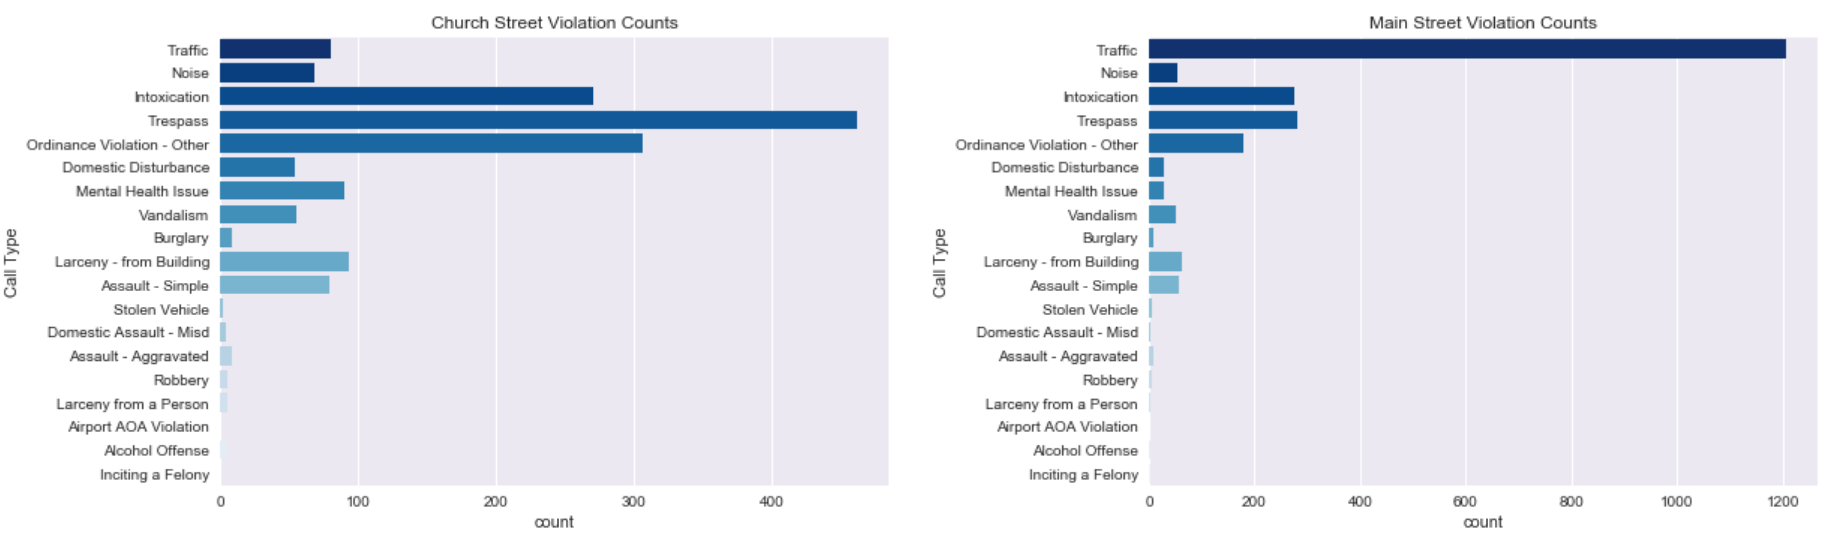 Church Street Violation Counts
Traffic
Noise
Intoxication
Trespass
Ordinance Violation - Other
Domestic Disturbance
Mental Health Issue
Vandalism
Burglary
Larceny - from Building
Assault - Simple
Stolen Vehicle
Domestic Assault - Misd
Assault - Aggravated
Robbery
Larceny from a Person
Airport AOA Violation
Alcohol Offense
Inciting a Felony
Call Type
0 100 200 300 400
count
Main Street Violation Counts
Traffic
Noise
Intoxication
Trespass
Ordinance Violation - Other
Domestic Disturbance
Mental Health Issue
Vandalism
Burglary
Larceny - from Building
Assault - Simple
Stolen Vehicle
Domestic Assault - Misd
Assault - Aggravated
Robbery
Larceny from a Person
Airport AOA Violation
Alcohol Offense
Inciting a Felony
Call Type
0 200 400 600 800 1000 1200
count